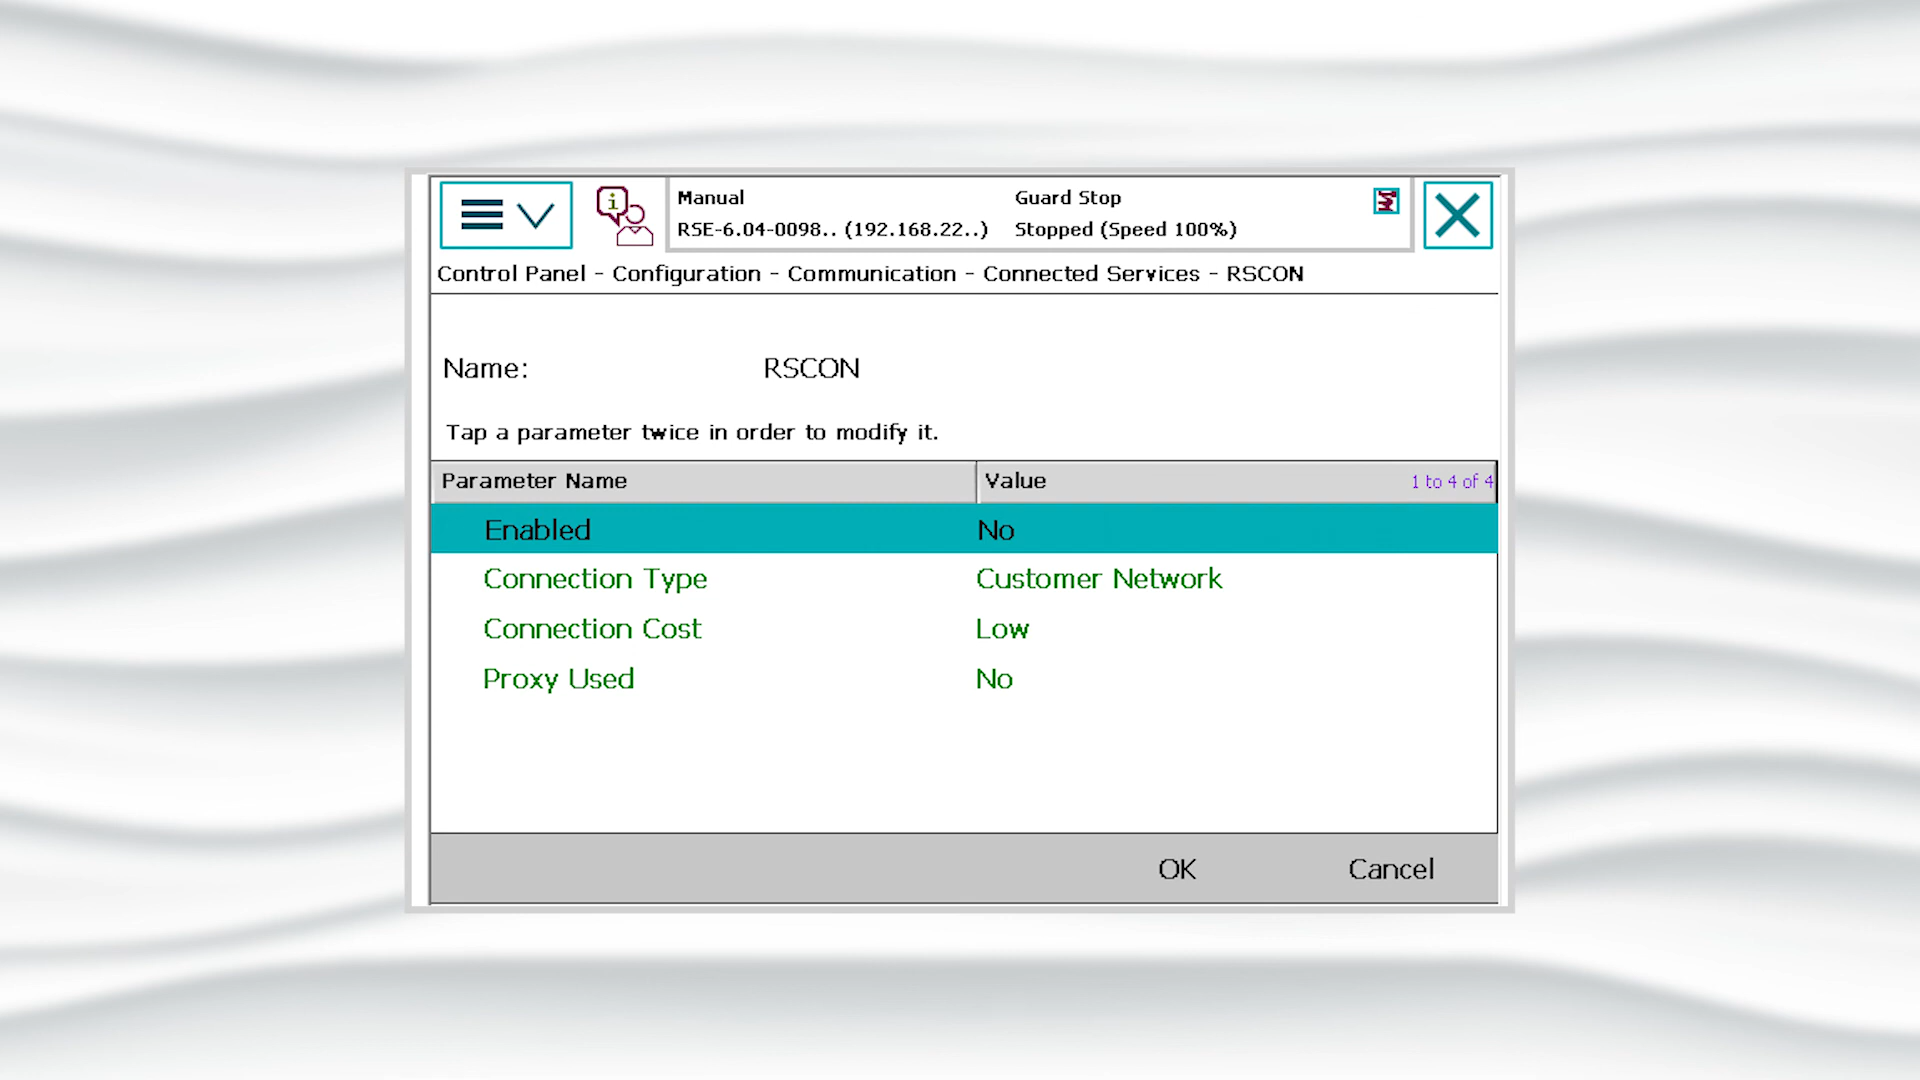 Manual
Guard Stop
RSE-6.04-0098.. (192.168.22..)
Stopped (Speed 100%)
Control Panel - Configuration - Communication - Connected Services - RSCON
Name: RSCON
Tap a parameter twice in order to modify it.
Parameter Name Value 1 to 4 of 4
Enabled No
Connection Type Customer Network
Connection Cost Low
Proxy Used No
OK Cancel